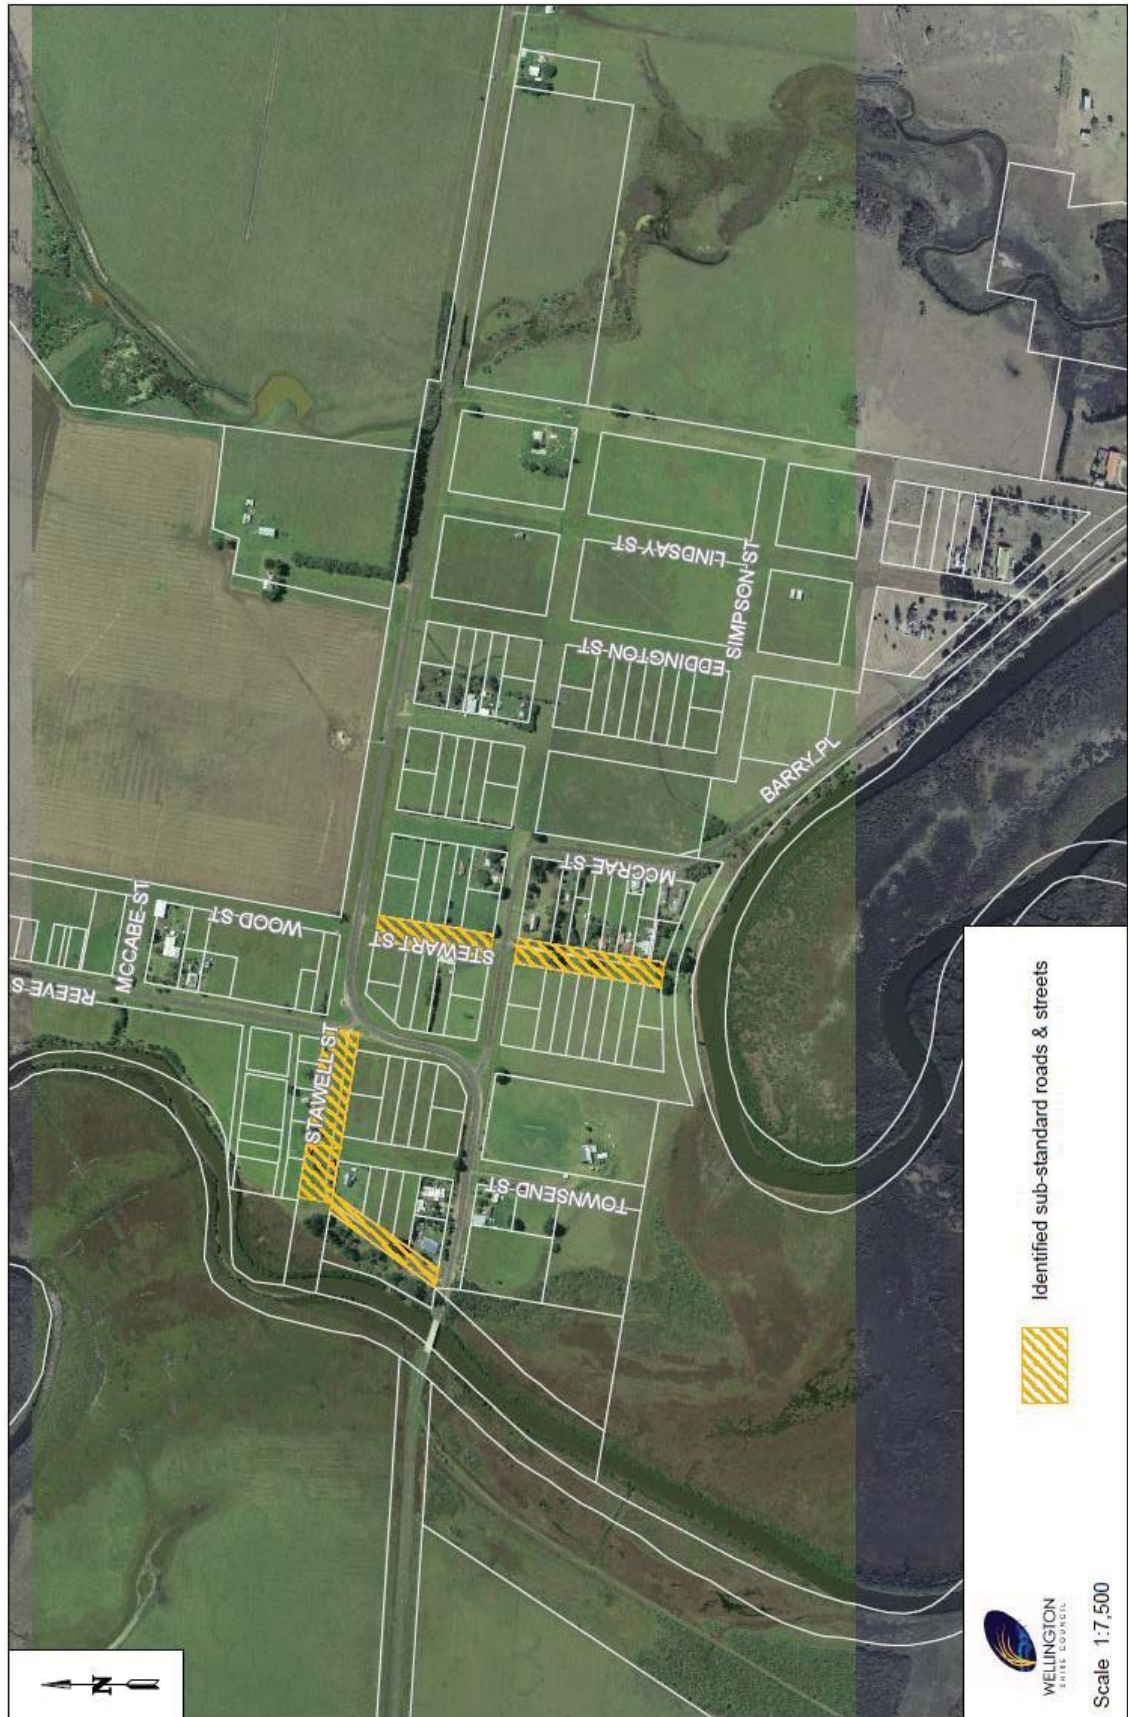 REEVE S
MCCABE-ST
WOOD-ST
STAWELL-ST
STEWART-ST
MCCRAE-ST
TOWNSEND-ST
BARRY-PL
EDDINGTON-ST
LINDSAY-ST
SIMPSON-ST
N
WELLINGTON
SHIRE COUNCIL
Scale 1:7,500
Identified sub-standard roads & streets